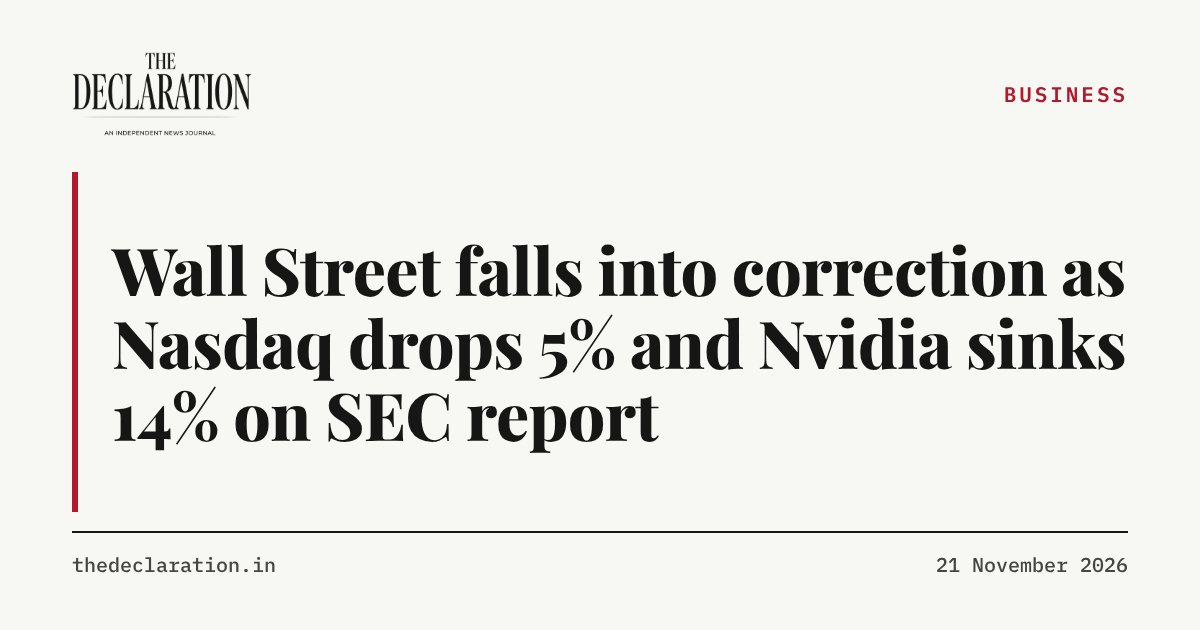 THE
DECLARATION
AN INDEPENDENT NEWS JOURNAL
BUSINESS
Wall Street falls into correction as
Nasdaq drops 5% and Nvidia sinks
14% on SEC report
thedeclaration.in
21 November 2026